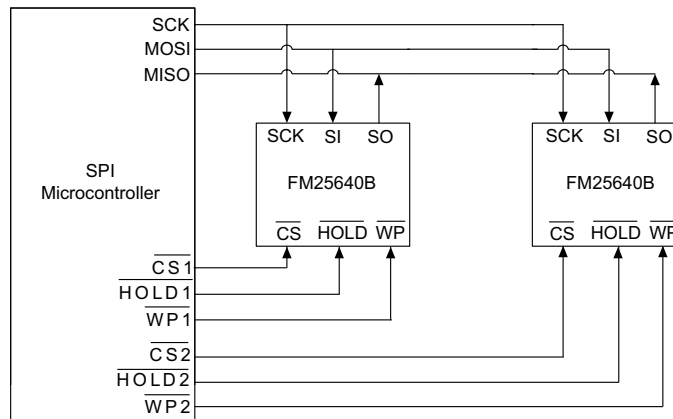 SCK
MOSI
MISO
SPI
Microcontroller
CS1
HOLD1
WP1
CS2
HOLD2
WP2
SCK SI SO
FM25640B
CS HOLD WP
SCK SI SO
FM25640B
CS HOLD WP